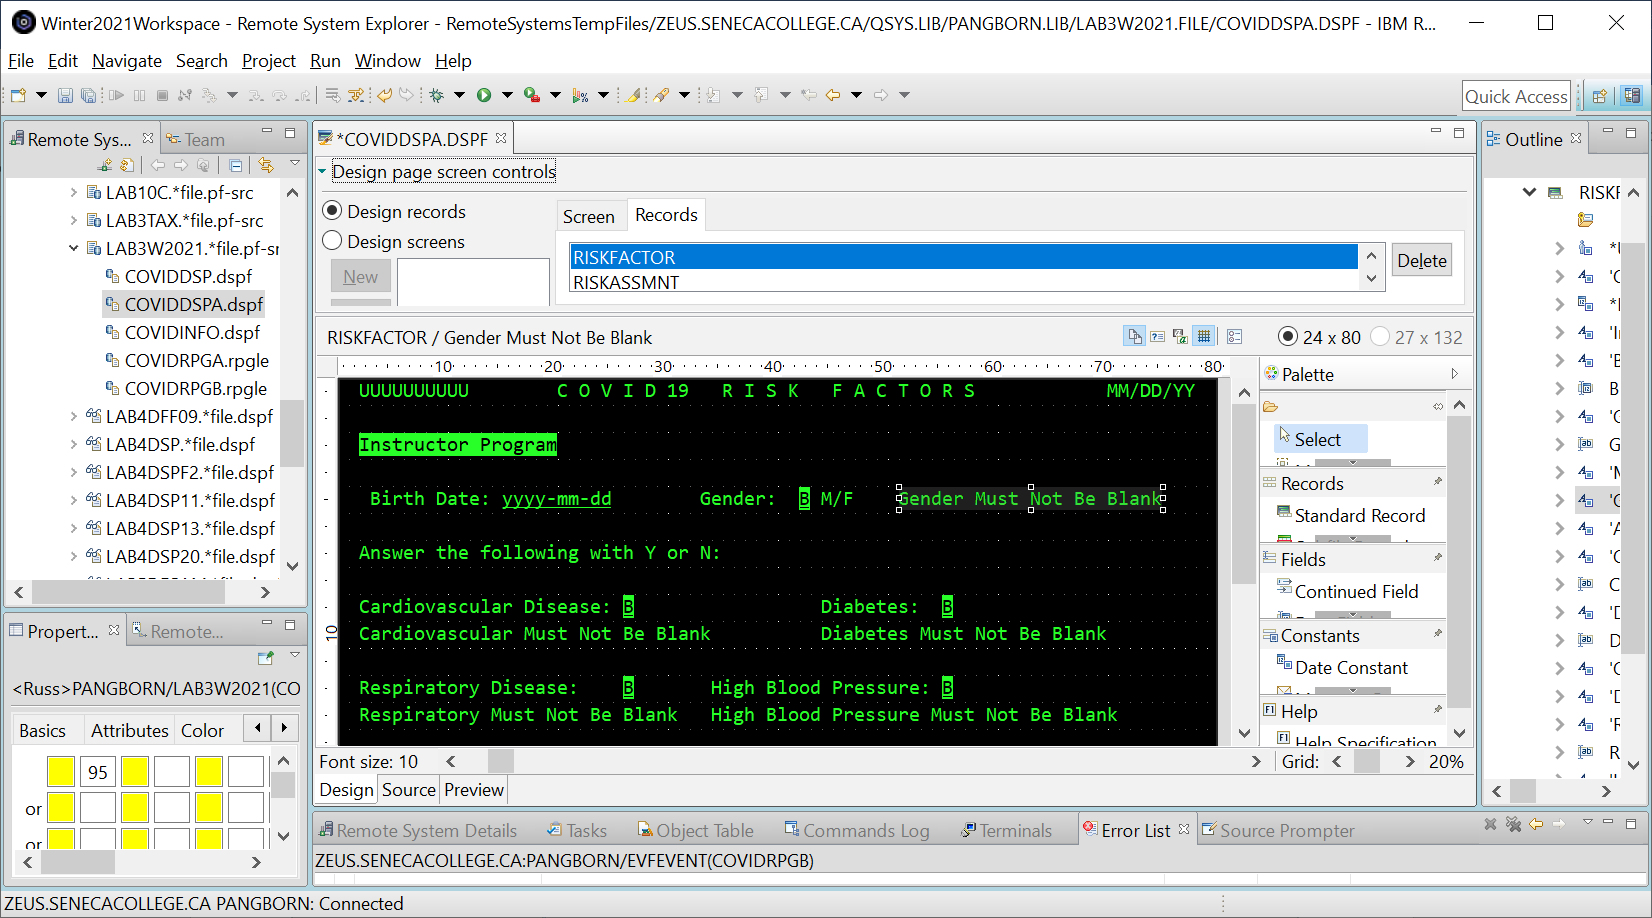 Winter2021Workspace - Remote System Explorer - RemoteSystemsTempFiles/ZEUS.SENECACOLLEGE.CA/QSYS.LIB/PANGBORN.LIB/LAB3W2021.FILE/COVIDDSPA.DSPF - IBM R...
File Edit Navigate Search Project Run Window Help
Quick Access
Remote Sys... Team
LAB10C.*file.pf-src
LAB3TAX.*file.pf-src
LAB3W2021.*file.pf-sr
COVIDDSP.dspf
COVIDDSPA.dspf
COVIDINFO.dspf
COVIDRPGA.rpgle
COVIDRPGB.rpgle
LAB4DFF09.*file.dspf
LAB4DSP.*file.dspf
LAB4DSPF2.*file.dspf
LAB4DSP11.*file.dspf
LAB4DSP13.*file.dspf
LAB4DSP20.*file.dspf
Propert... Remote...
<Russ>PANGBORN/LAB3W2021(CO
Basics Attributes Color
95
or
or
*COVIDDSPA.DSPF
Design page screen controls
Design records
Design screens
New
Screen Records
RISKFACTOR
RISKASSMNT
Delete
RISKFACTOR / Gender Must Not Be Blank
24 x 80 27 x 132
10 20 30 40 50 60 70 80
10
UUUUUUUUUU C O V I D 19 R I S K F A C T O R S MM/DD/YY
Instructor Program
Birth Date: yyyy-mm-dd Gender: B M/F Gender Must Not Be Blank
Answer the following with Y or N:
Cardiovascular Disease: B Diabetes: B
Cardiovascular Must Not Be Blank Diabetes Must Not Be Blank
Respiratory Disease: B High Blood Pressure: B
Respiratory Must Not Be Blank High Blood Pressure Must Not Be Blank
Font size: 10
Grid: 20%
Design Source Preview
Palette
Select
Records
Standard Record
Fields
Continued Field
Constants
Date Constant
Help
Help Specification
Outline
RISKF
*U
'C
*I
'Ir
'B
B
'C
G
'M
'C
'A
'C
C
'D
D
'C
'D
'R
R
Remote System Details Tasks Object Table Commands Log Terminals Error List Source Prompter
ZEUS.SENECACOLLEGE.CA:PANGBORN/EVFEVENT(COVIDRPGB)
ZEUS.SENECACOLLEGE.CA PANGBORN: Connected